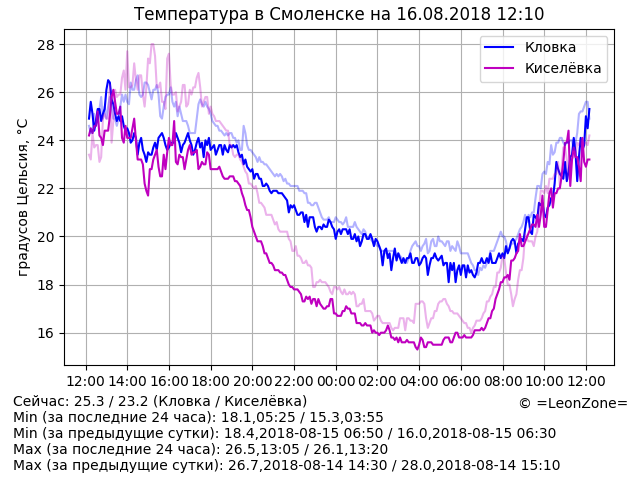 Температура в Смоленске на 16.08.2018 12:10
Кловка
Киселёвка
градусов Цельсия, °C
28
26
24
22
20
18
16
12:00 14:00 16:00 18:00 20:00 22:00 00:00 02:00 04:00 06:00 08:00 10:00 12:00
Сейчас: 25.3 / 23.2 (Кловка / Киселёвка)
© =LeonZone=
Min (за последние 24 часа): 18.1,05:25 / 15.3,03:55
Min (за предыдущие сутки): 18.4,2018-08-15 06:50 / 16.0,2018-08-15 06:30
Max (за последние 24 часа): 26.5,13:05 / 26.1,13:20
Max (за предыдущие сутки): 26.7,2018-08-14 14:30 / 28.0,2018-08-14 15:10